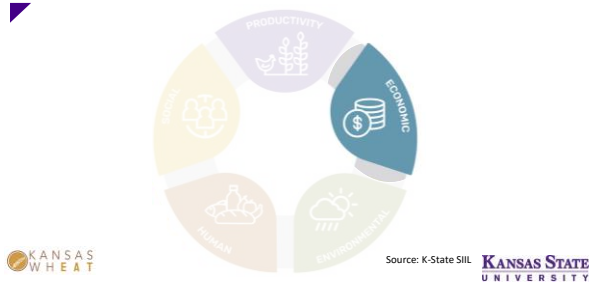 PRODUCTIVITY
ECONOMIC
$
SOCIAL
HUMAN
ENVIRONMENTAL
Source: K-State SIIL
KANSAS
WHEAT
KANSAS STATE
UNIVERSITY